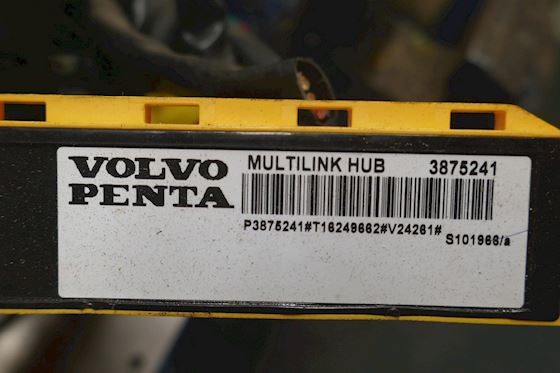 VOLVO
PENTA
MULTILINK HUB 3875241
P3875241#T16249662#V24261#
S101966/a